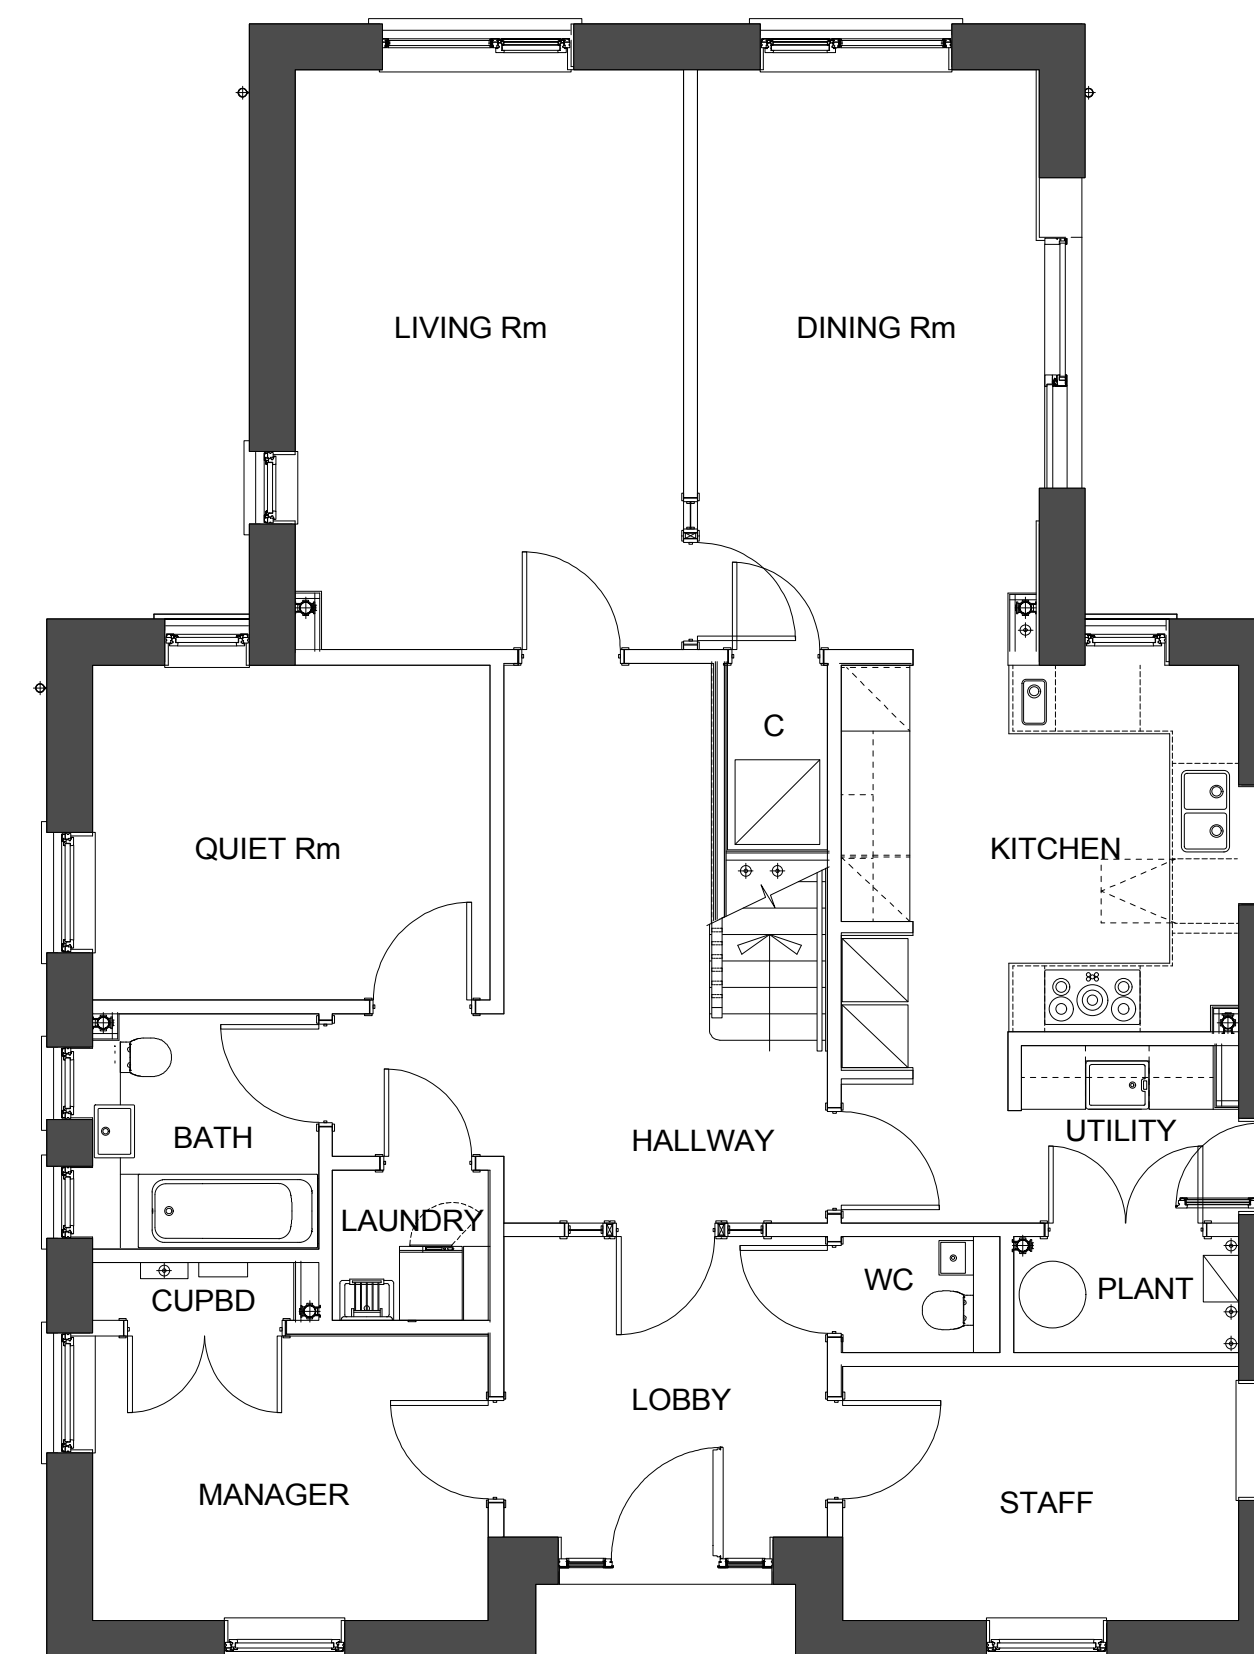 LIVING Rm
DINING Rm
C
QUIET Rm
KITCHEN
BATH
HALLWAY
UTILITY
LAUNDRY
CUPBD
WC
PLANT
LOBBY
MANAGER
STAFF